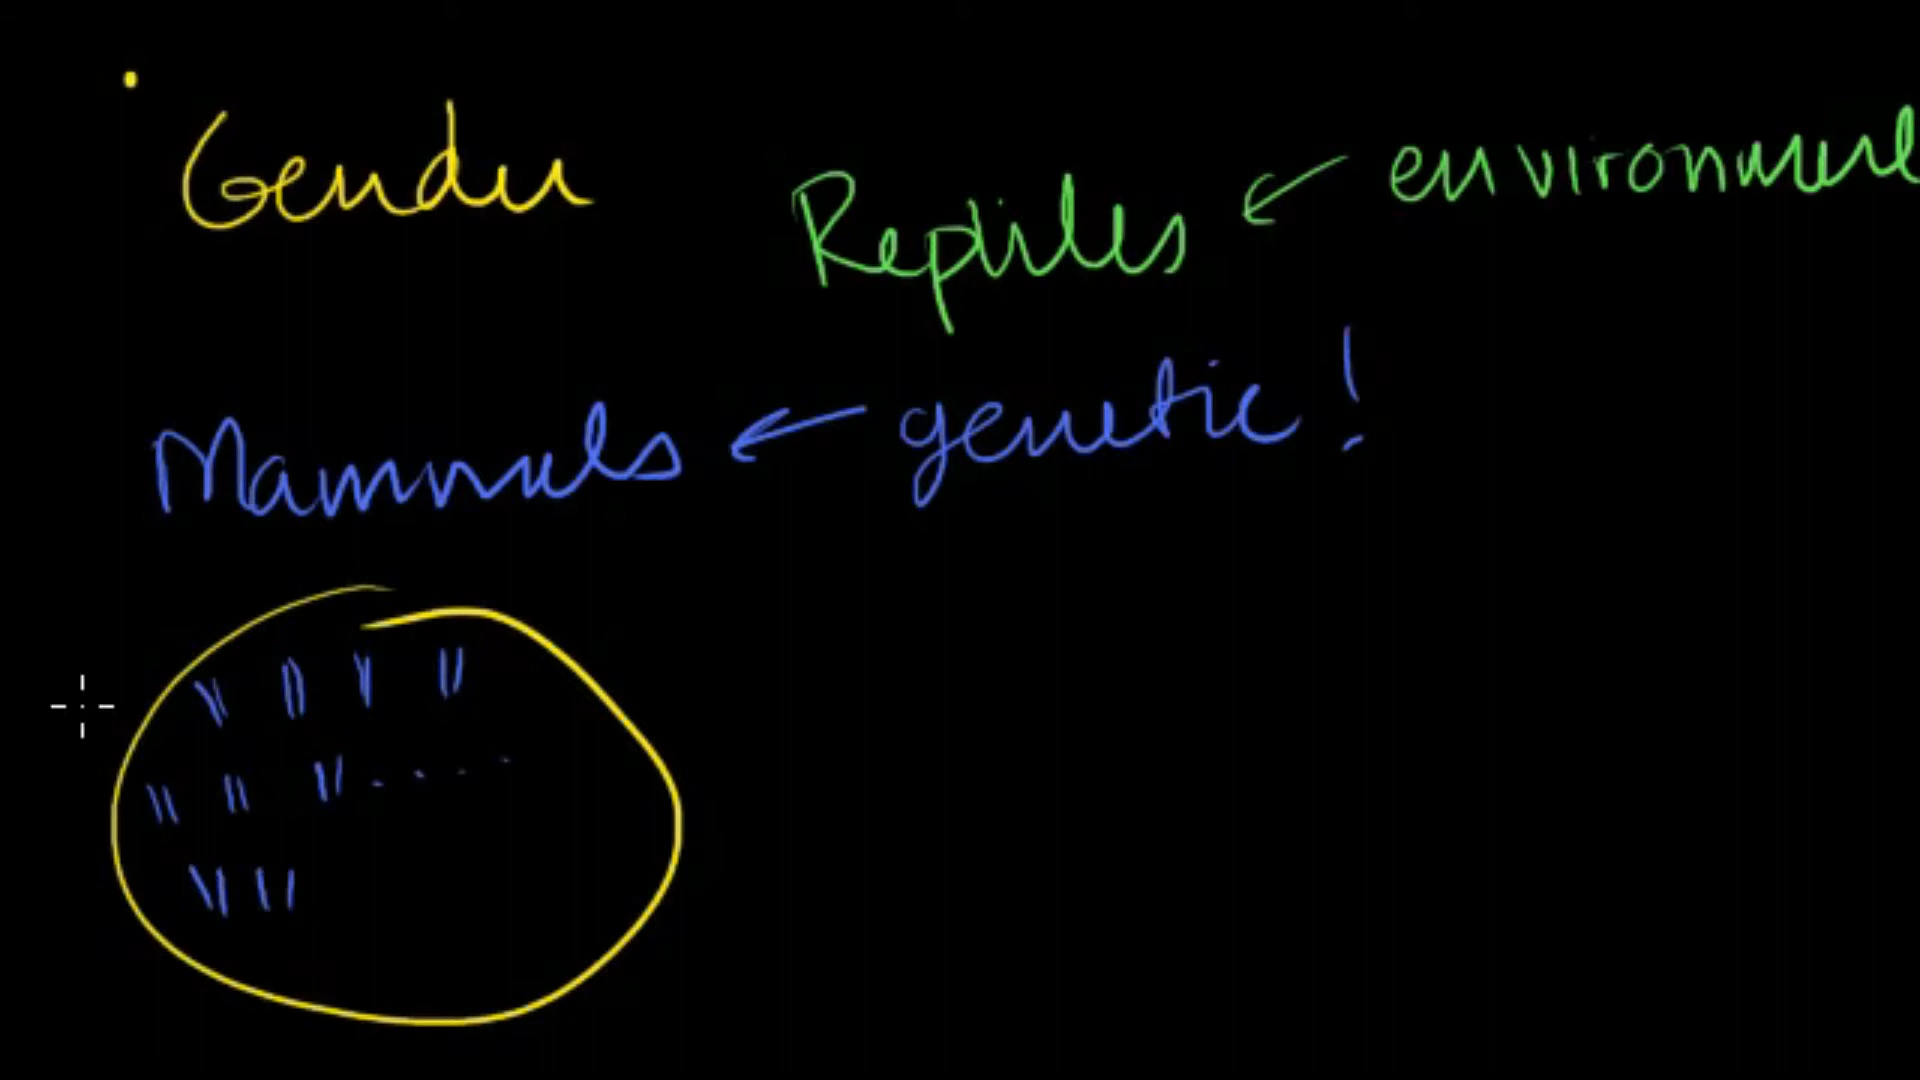 Gender
Reptiles ← environment
Mammals ← genetic!